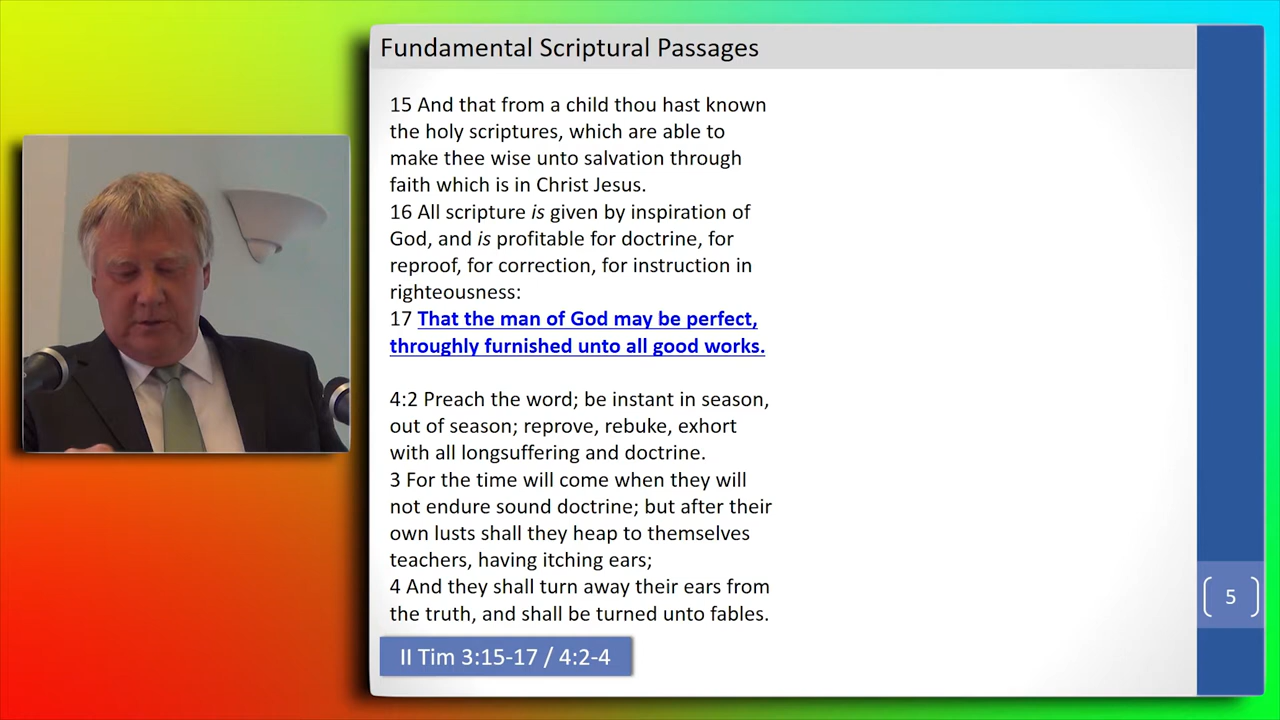 Fundamental Scriptural Passages
15 And that from a child thou hast known
the holy scriptures, which are able to
make thee wise unto salvation through
faith which is in Christ Jesus.
16 All scripture is given by inspiration of
God, and is profitable for doctrine, for
reproof, for correction, for instruction in
righteousness:
17 That the man of God may be perfect,
throughly furnished unto all good works.
4:2 Preach the word; be instant in season,
out of season; reprove, rebuke, exhort
with all longsuffering and doctrine.
3 For the time will come when they will
not endure sound doctrine; but after their
own lusts shall they heap to themselves
teachers, having itching ears;
4 And they shall turn away their ears from
the truth, and shall be turned unto fables.
II Tim 3:15-17 / 4:2-4
5